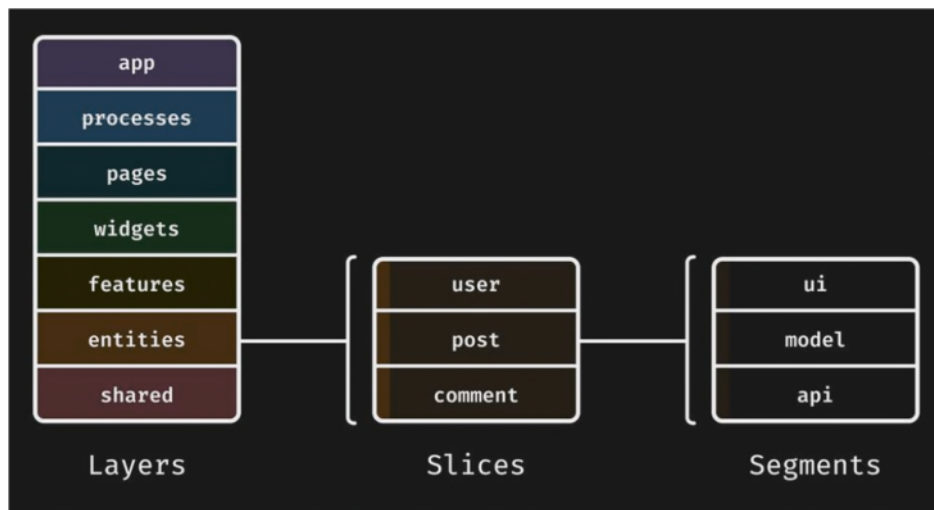 app
processes
pages
widgets
features
entities
shared
Layers
user
post
comment
Slices
ui
model
api
Segments